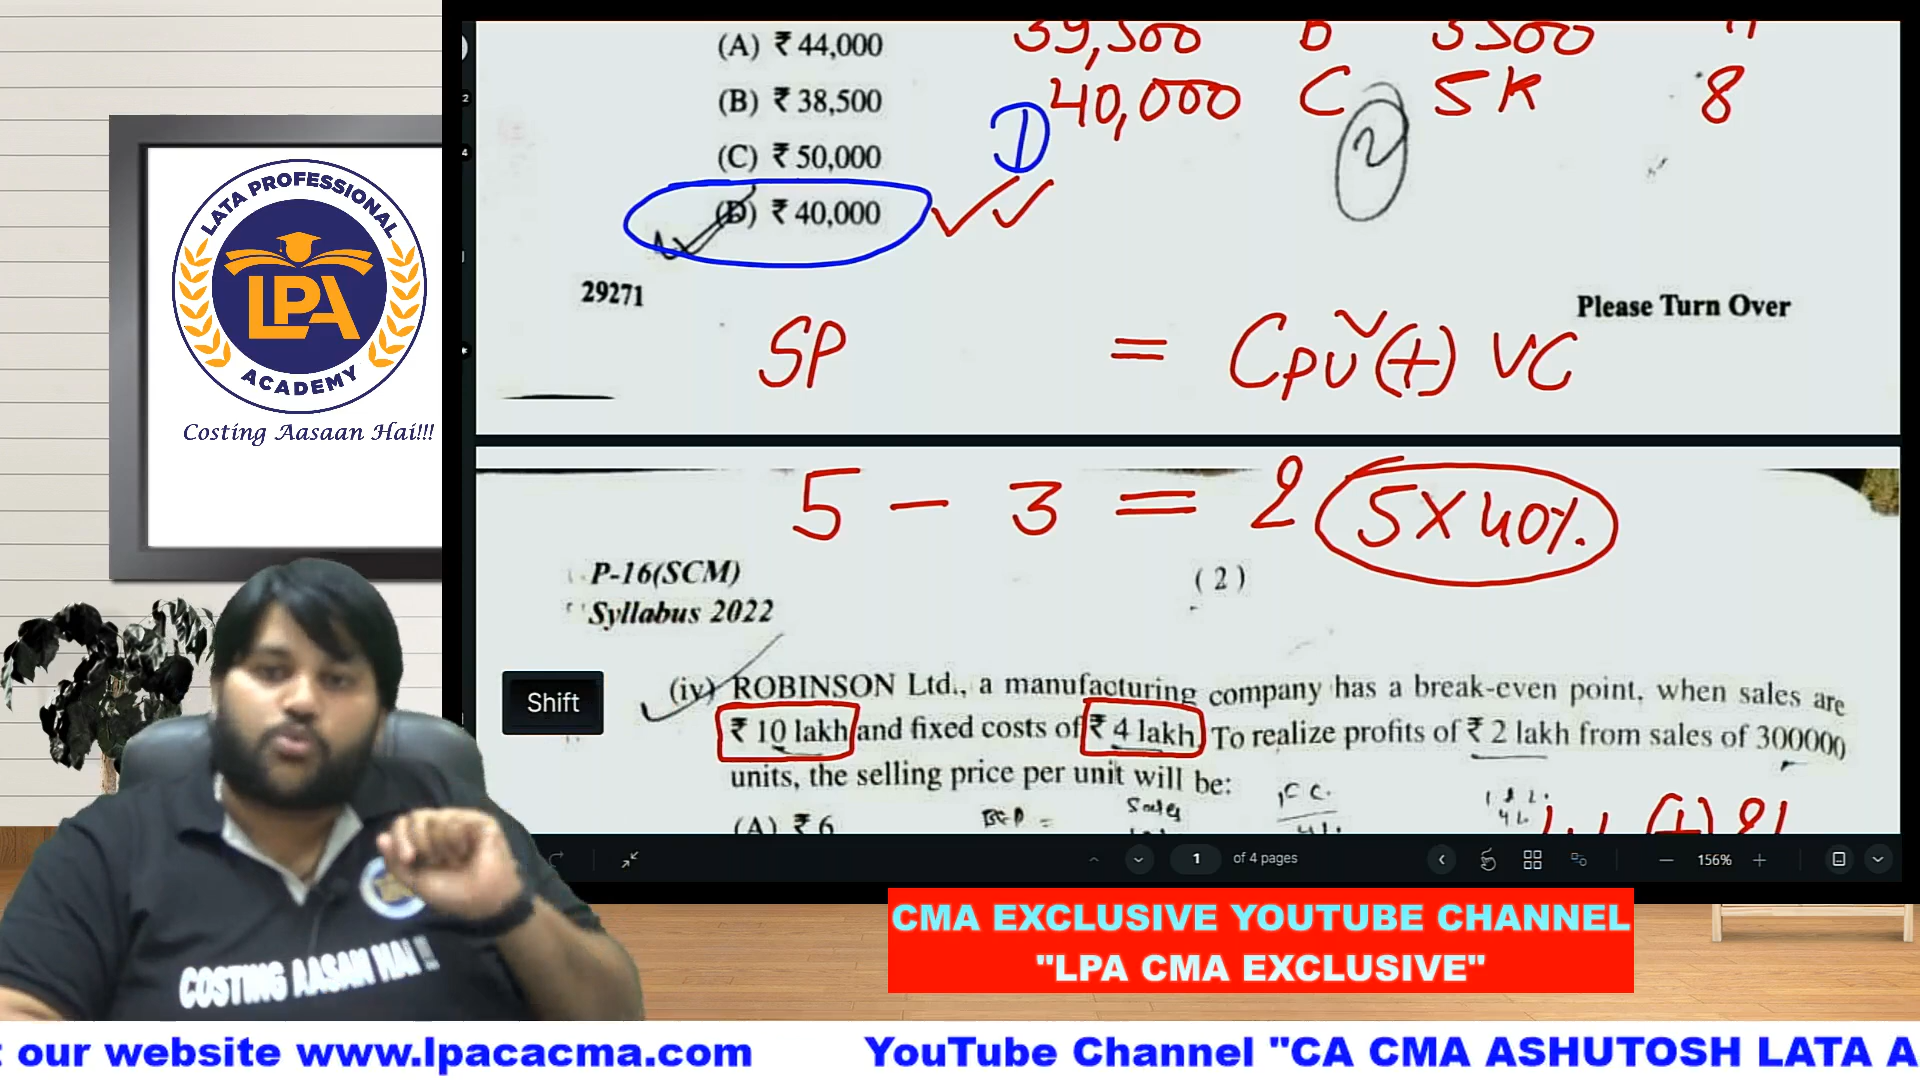 LATA PROFESSIONAL
LPA
ACADEMY
Costing Aasaan Hai!!!
(A) ₹ 44,000
(B) ₹ 38,500
(C) ₹ 50,000
(D) ₹ 40,000
39,500 B 5500
40,000 C 5K 8
D
2
29271
Please Turn Over
SP = Cpu (+) VC
5 - 3 = 2 5 X 40%.
P-16(SCM)
(2)
Syllabus 2022
Shift
(iv) ROBINSON Ltd., a manufacturing company has a break-even point, when sales are
₹ 10 lakh and fixed costs of ₹ 4 lakh. To realize profits of ₹ 2 lakh from sales of 300000
units, the selling price per unit will be:
(A) ₹ 6
BEP =
Sales
(+) 2L
1 of 4 pages
156%
COSTING AASAN HAI !!
CMA EXCLUSIVE YOUTUBE CHANNEL
"LPA CMA EXCLUSIVE"
our website www.lpacacma.com YouTube Channel "CA CMA ASHUTOSH LATA A